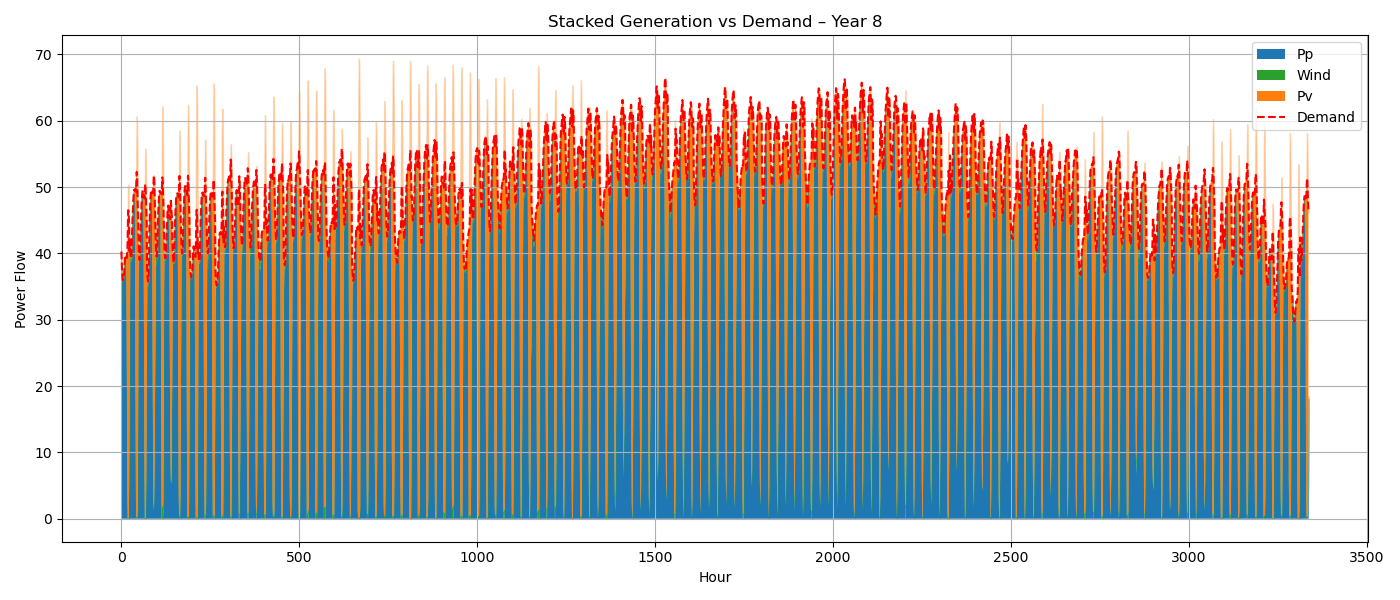 Stacked Generation vs Demand – Year 8
70
60
50
40
30
20
10
0
Power Flow
Pp
Wind
Pv
Demand
0 500 1000 1500 2000 2500 3000 3500
Hour